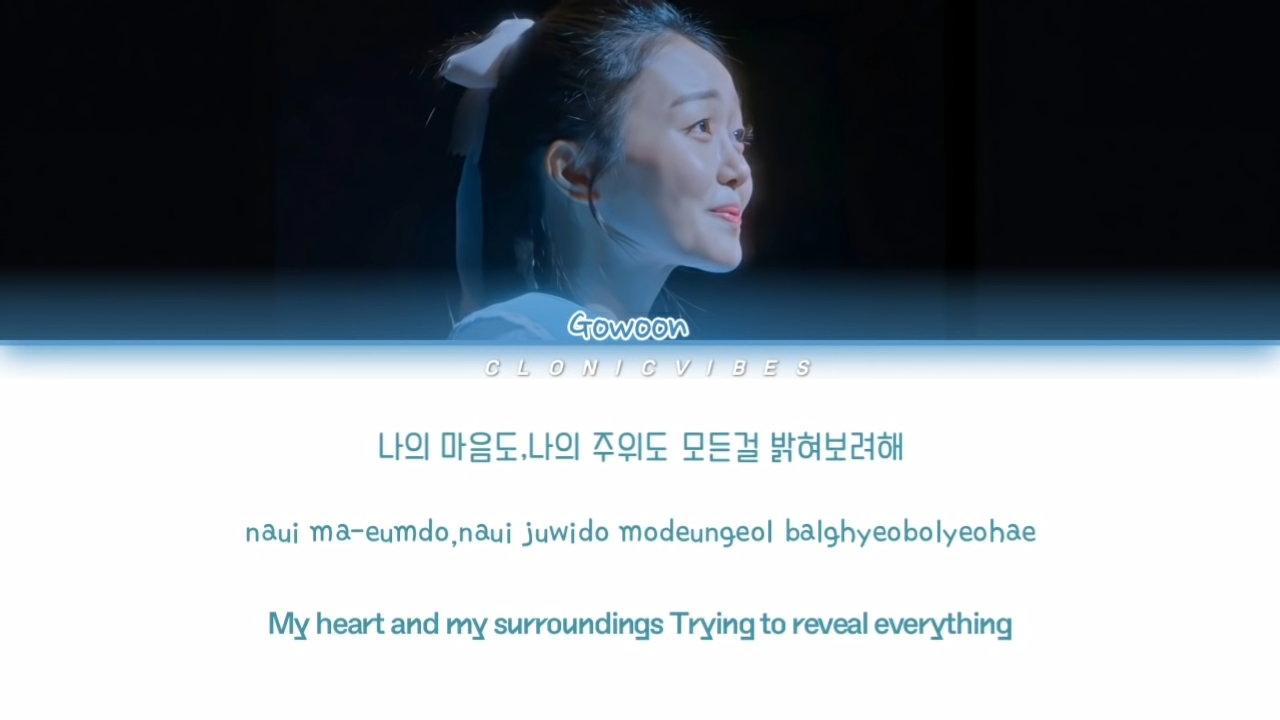 Gowoon
CLONICVIBES
나의 마음도,나의 주위도 모든걸 밝혀보려해
naui ma-eumdo,naui juwido modeungeol balghyeobolyeohae
My heart and my surroundings Trying to reveal everything